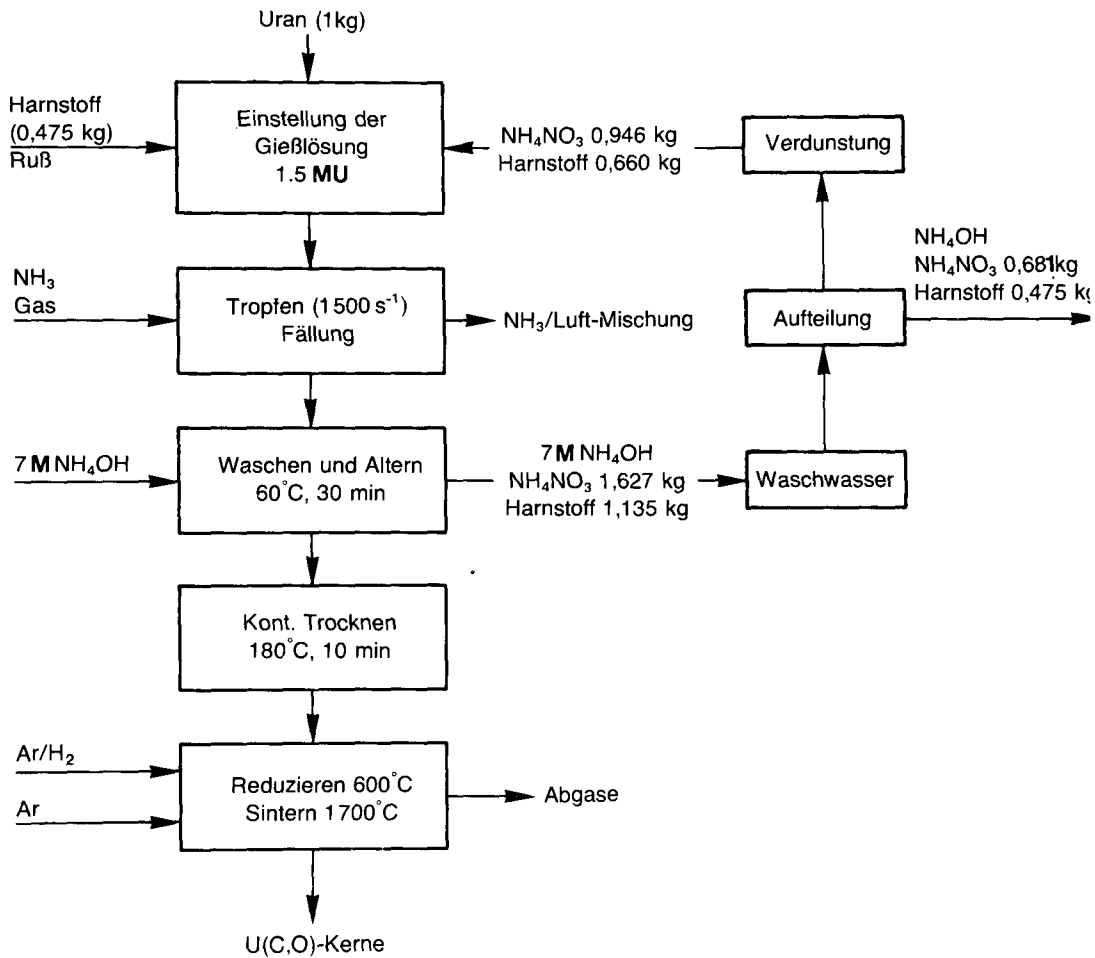 Uran (1kg)
Harnstoff
(0,475 kg)
Ruß
Einstellung der
Gießlösung
1.5 MU
NH₄NO₃ 0,946 kg
Harnstoff 0,660 kg
Verdunstung
NH₃
Gas
Tropfen (1500 s⁻¹)
Fällung
NH₃/Luft-Mischung
Aufteilung
NH₄OH
NH₄NO₃ 0,681kg
Harnstoff 0,475 kg
7M NH₄OH
Waschen und Altern
60°C, 30 min
7M NH₄OH
NH₄NO₃ 1,627 kg
Harnstoff 1,135 kg
Waschwasser
Kont. Trocknen
180°C, 10 min
Ar/H₂
Ar
Reduzieren 600°C
Sintern 1700°C
Abgase
U(C,O)-Kerne